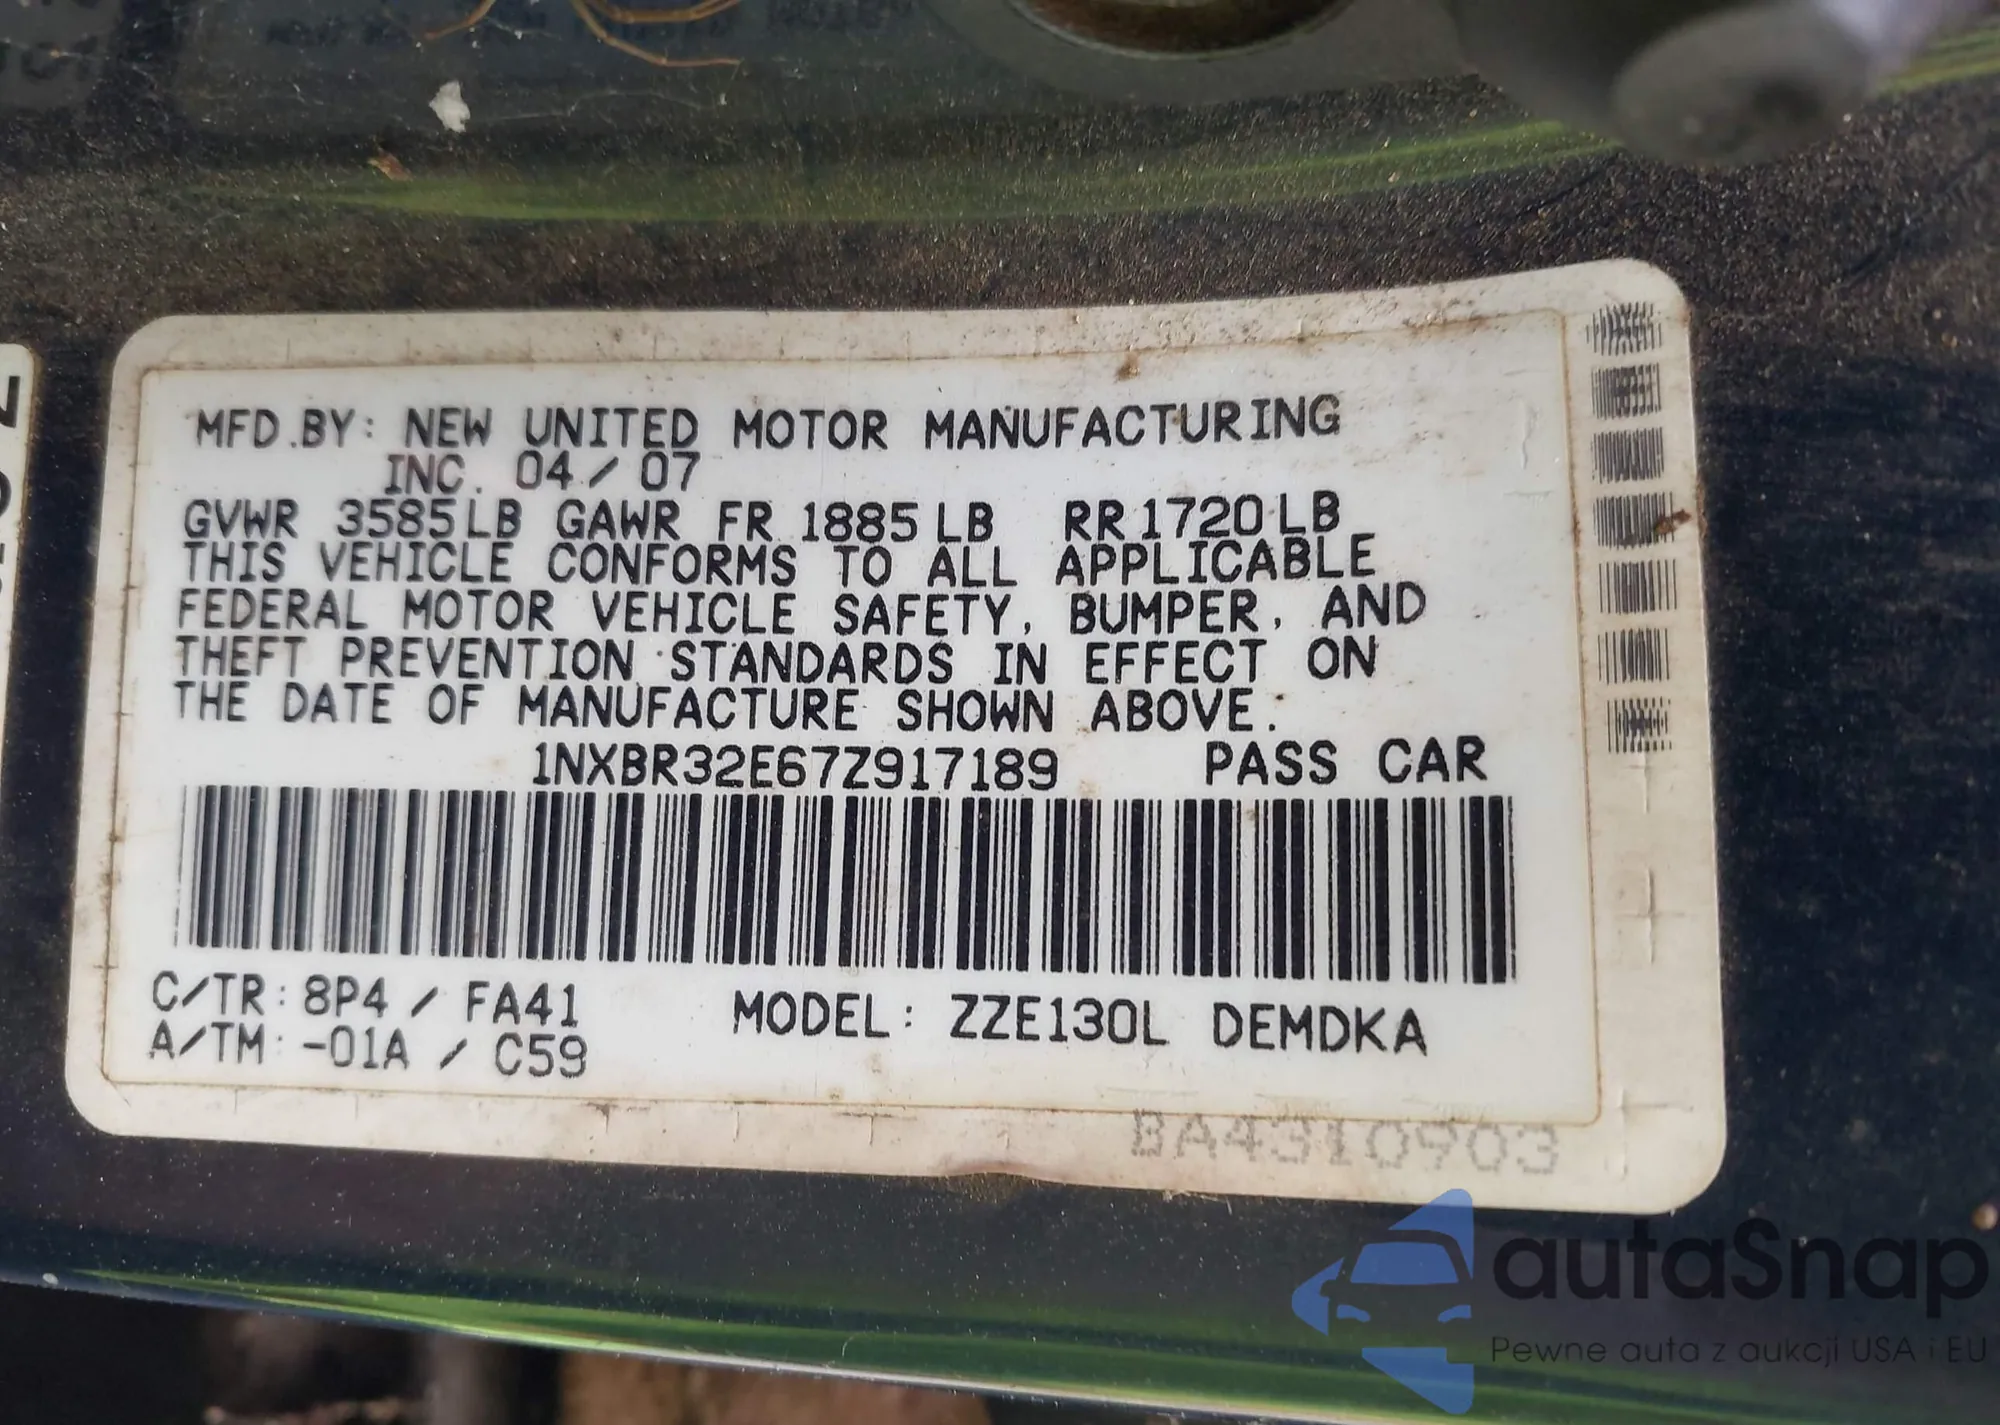 MFD.BY: NEW UNITED MOTOR MANUFACTURING
INC. 04/07
GVWR 3585LB GAWR FR 1885LB RR1720LB
THIS VEHICLE CONFORMS TO ALL APPLICABLE
FEDERAL MOTOR VEHICLE SAFETY, BUMPER, AND
THEFT PREVENTION STANDARDS IN EFFECT ON
THE DATE OF MANUFACTURE SHOWN ABOVE.
1NXBR32E67Z917189 PASS CAR
C/TR: 8P4 / FA41
A/TM: -01A / C59
MODEL: ZZE130L DEMDKA
BA4310903
autaSnap
Pewne auta z aukcji USA i EU